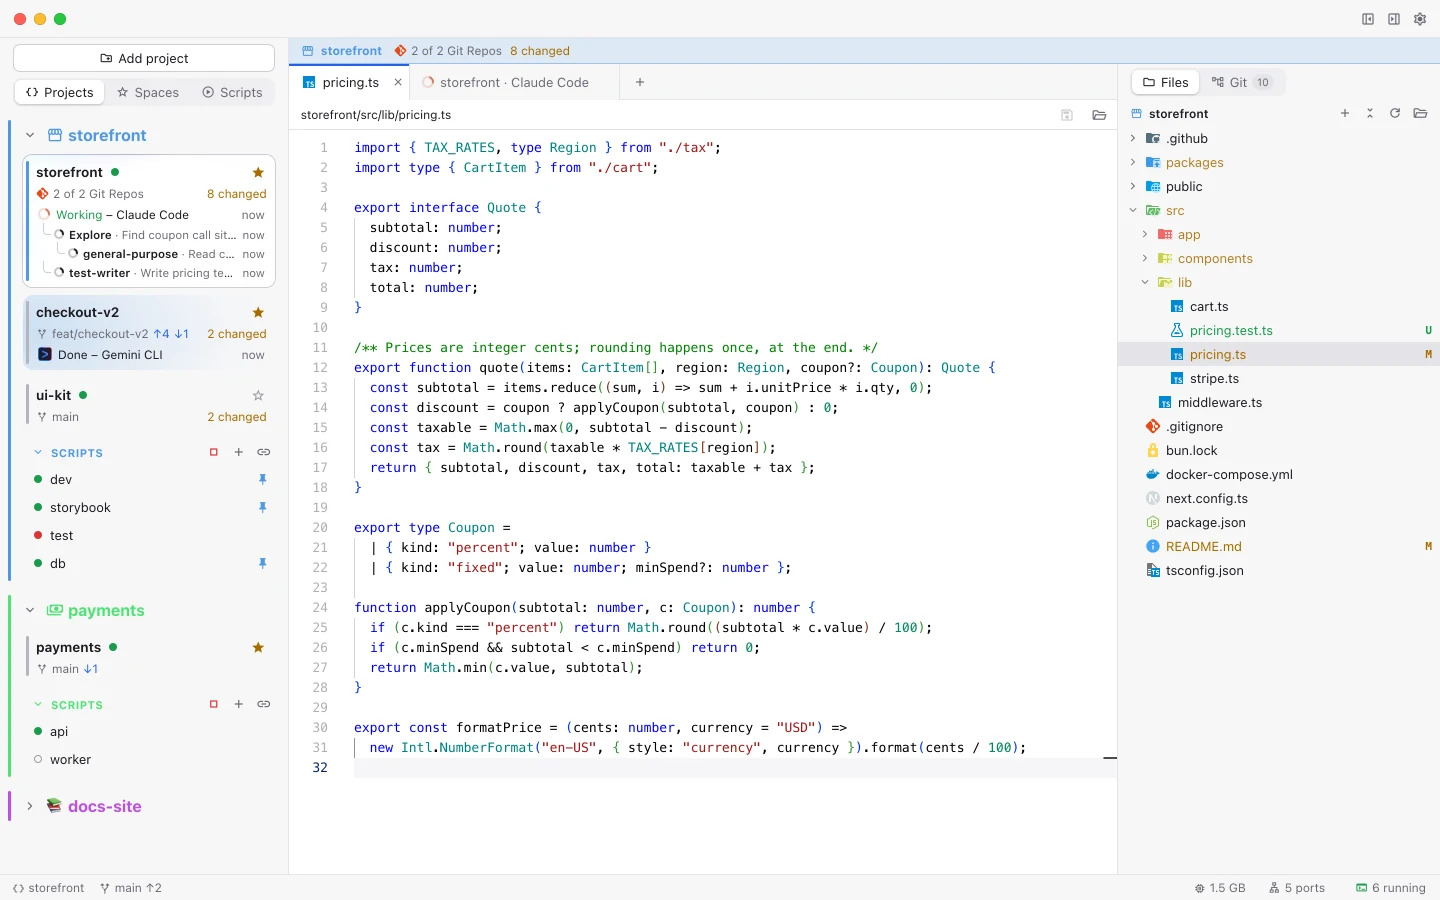 Add project
Projects
Spaces
Scripts
storefront
storefront
2 of 2 Git Repos
8 changed
Working – Claude Code
now
Explore · Find coupon call sit...
now
general-purpose · Read c...
now
test-writer · Write pricing te...
now
checkout-v2
feat/checkout-v2 ↑4 ↓1
2 changed
Done – Gemini CLI
now
ui-kit
main
2 changed
SCRIPTS
dev
storybook
test
db
payments
payments
main ↓1
SCRIPTS
api
worker
docs-site
storefront
2 of 2 Git Repos
8 changed
TS pricing.ts
storefront · Claude Code
storefront/src/lib/pricing.ts
1 import { TAX_RATES, type Region } from "./tax";
2 import type { CartItem } from "./cart";
3
4 export interface Quote {
5 subtotal: number;
6 discount: number;
7 tax: number;
8 total: number;
9 }
10
11 /** Prices are integer cents; rounding happens once, at the end. */
12 export function quote(items: CartItem[], region: Region, coupon?: Coupon): Quote {
13 const subtotal = items.reduce((sum, i) => sum + i.unitPrice * i.qty, 0);
14 const discount = coupon ? applyCoupon(subtotal, coupon) : 0;
15 const taxable = Math.max(0, subtotal - discount);
16 const tax = Math.round(taxable * TAX_RATES[region]);
17 return { subtotal, discount, tax, total: taxable + tax };
18 }
19
20 export type Coupon =
21 | { kind: "percent"; value: number }
22 | { kind: "fixed"; value: number; minSpend?: number };
23
24 function applyCoupon(subtotal: number, c: Coupon): number {
25 if (c.kind === "percent") return Math.round((subtotal * c.value) / 100);
26 if (c.minSpend && subtotal < c.minSpend) return 0;
27 return Math.min(c.value, subtotal);
28 }
29
30 export const formatPrice = (cents: number, currency = "USD") =>
31 new Intl.NumberFormat("en-US", { style: "currency", currency }).format(cents / 100);
32
Files
Git 10
storefront
.github
packages
public
src
app
components
lib
TS cart.ts
pricing.test.ts U
TS pricing.ts M
TS stripe.ts
TS middleware.ts
.gitignore
bun.lock
docker-compose.yml
N next.config.ts
JS package.json
README.md M
TS tsconfig.json
storefront
main ↑2
1.5 GB
5 ports
6 running